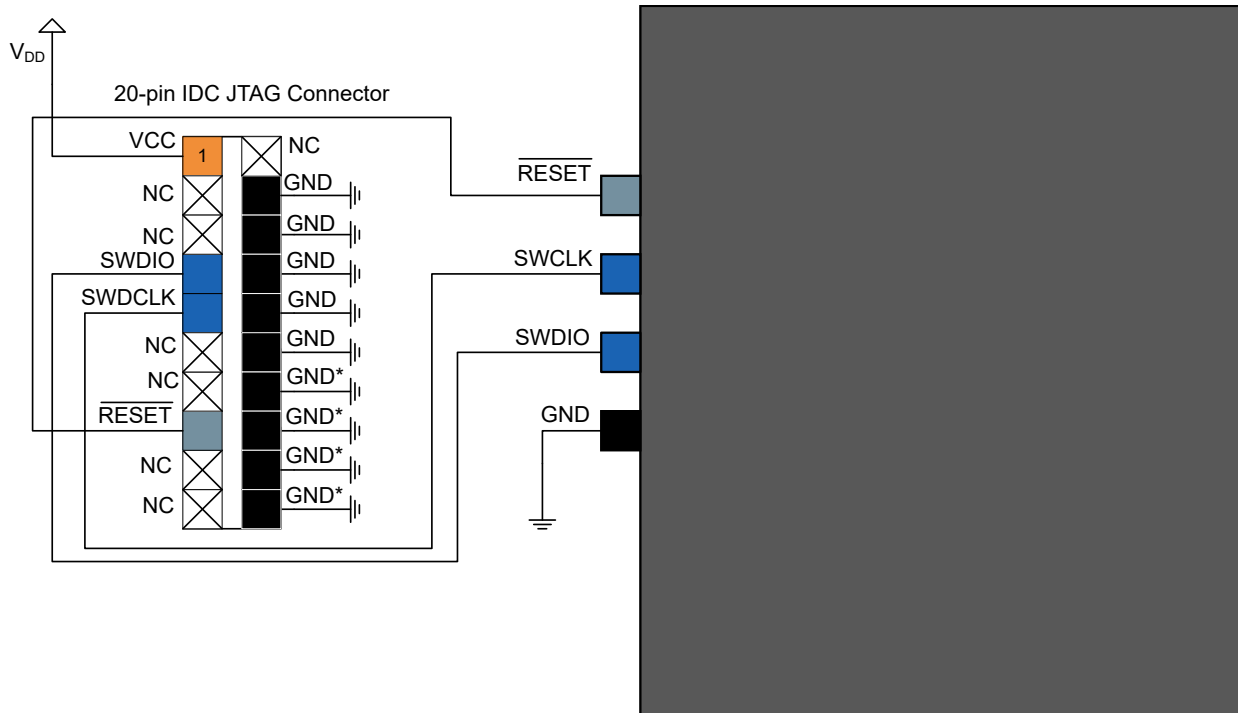 VDD
20-pin IDC JTAG Connector
VCC
1
NC
NC
GND
NC
GND
SWDIO
GND
SWDCLK
GND
NC
GND
NC
GND*
RESET
GND*
NC
GND*
NC
GND*
RESET
SWCLK
SWDIO
GND